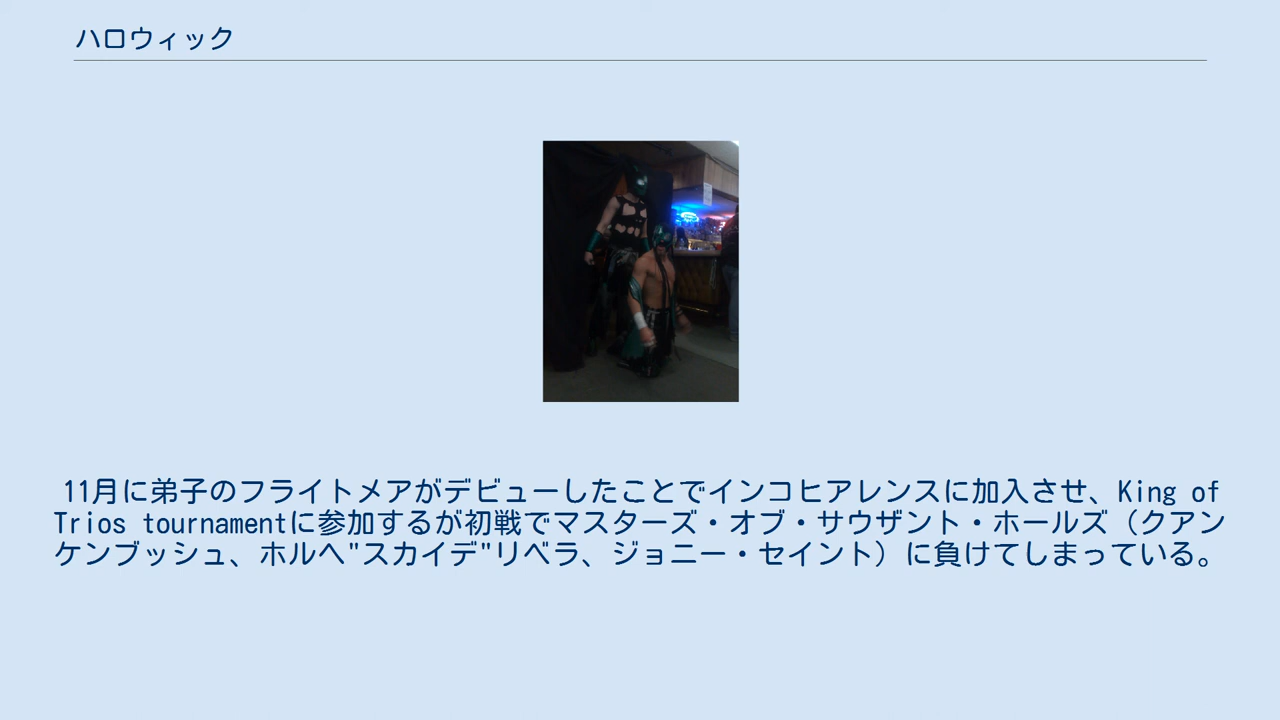 ハロウィック
11月に弟子のフライトメアがデビューしたことでインコヒアレンスに加入させ、King of
Trios tournamentに参加するが初戦でマスターズ・オブ・サウザント・ホールズ（クアン
ケンブッシュ、ホルヘ"スカイデ"リベラ、ジョニー・セイント）に負けてしまっている。